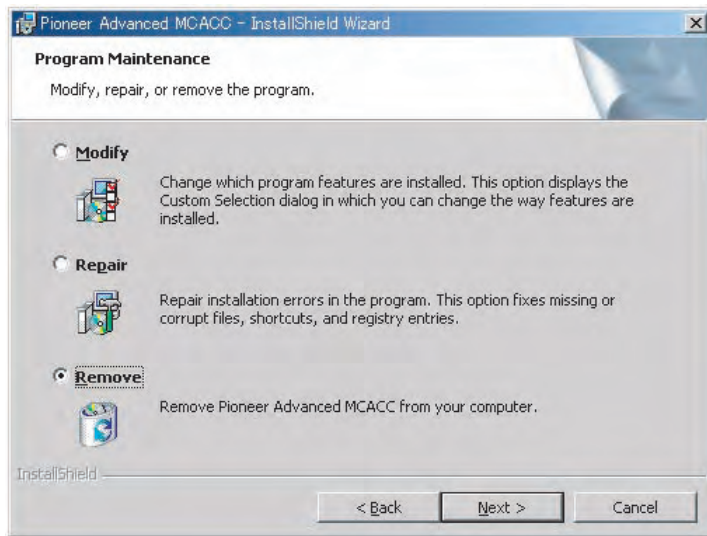 Pioneer Advanced MCACC - InstallShield Wizard
Program Maintenance
Modify, repair, or remove the program.
Modify
Change which program features are installed. This option displays the
Custom Selection dialog in which you can change the way features are
installed.
Repair
Repair installation errors in the program. This option fixes missing or
corrupt files, shortcuts, and registry entries.
Remove
Remove Pioneer Advanced MCACC from your computer.
InstallShield
< Back
Next >
Cancel